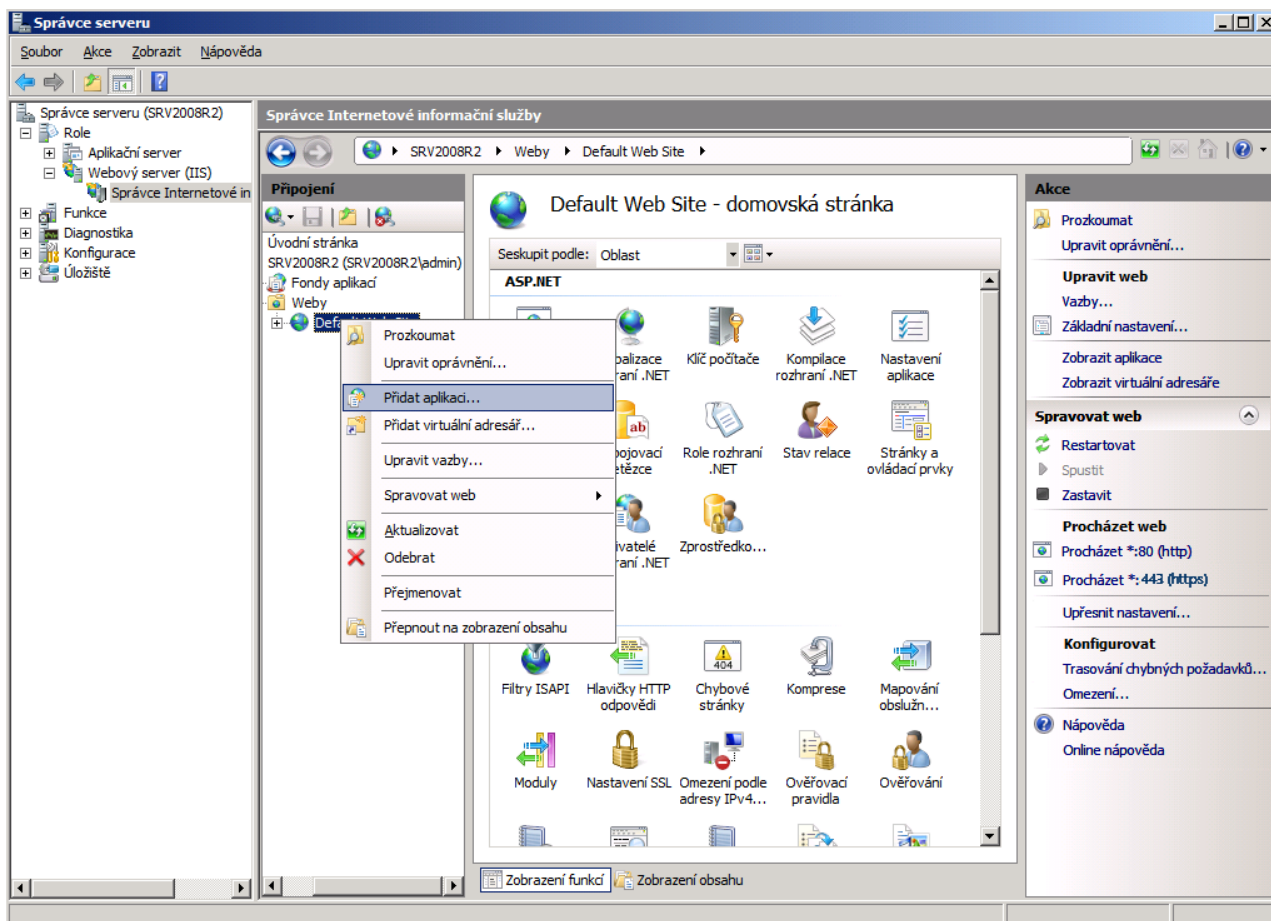 Správce serveru
Soubor Akce Zobrazit Nápověda
Správce serveru (SRV2008R2)
Role
Aplikační server
Webový server (IIS)
Správce Internetové in
Funkce
Diagnostika
Konfigurace
Úložiště
Správce Internetové informační služby
SRV2008R2 Weby Default Web Site
Připojení
Úvodní stránka
SRV2008R2 (SRV2008R2\admin)
Fondy aplikací
Weby
Prozkoumat
Upravit oprávnění...
Přidat aplikaci...
Přidat virtuální adresář...
Upravit vazby...
Spravovat web
Aktualizovat
Odebrat
Přejmenovat
Přepnout na zobrazení obsahu
Default Web Site - domovská stránka
Seskupit podle: Oblast
ASP.NET
Klíč počítače
Kompilace
rozhraní .NET
Nastavení
aplikace
Role rozhraní
.NET
Stav relace
Stránky a
ovládací prvky
Zprostředko...
Filtry ISAPI
Hlavičky HTTP
odpovědi
Chybové
stránky
404
Komprese
Mapování
obslužn...
Moduly
Nastavení SSL
Omezení podle
adresy IPv4...
Ověřovací
pravidla
Ověřování
Zobrazení funkcí
Zobrazení obsahu
Akce
Prozkoumat
Upravit oprávnění...
Upravit web
Vazby...
Základní nastavení...
Zobrazit aplikace
Zobrazit virtuální adresáře
Spravovat web
Restartovat
Spustit
Zastavit
Procházet web
Procházet *:80 (http)
Procházet *:443 (https)
Upřesnit nastavení...
Konfigurovat
Trasování chybných požadavků...
Omezení...
Nápověda
Online nápověda